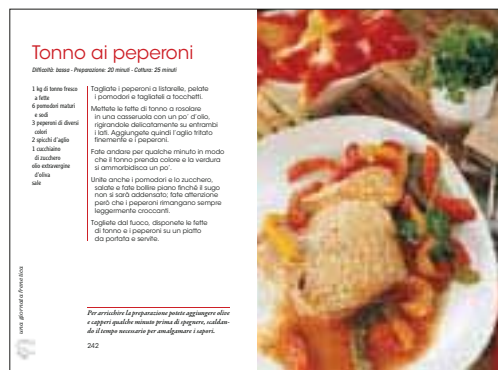 Tonno ai peperoni
Difficoltà: bassa - Preparazione: 20 minuti - Cottura: 25 minuti
1 kg di tonno fresco
a fette
6 pomodori maturi
e sodi
3 peperoni di diversi
colori
2 spicchi d'aglio
1 cucchiaino
di zucchero
olio extravergine
d'oliva
sale
Tagliate i peperoni a listarelle, pelate
i pomodori e tagliateli a tocchetti.
Mettete le fette di tonno a rosolare
in una casseruola con un po' d'olio,
rigirandole delicatamente su entrambi
i lati. Aggiungete quindi l'aglio tritato
finemente e i peperoni.
Fate andare per qualche minuto in modo
che il tonno prenda colore e la verdura
si ammorbidisca un po'.
Unite anche i pomodori e lo zucchero,
salate e fate bollire piano finché il sugo
non si sarà addensato; fate attenzione
però che i peperoni rimangano sempre
leggermente croccanti.
Togliete dal fuoco, disponete le fette
di tonno e i peperoni su un piatto
da portata e servite.
una giornata frenetica
Per arricchire la preparazione potete aggiungere olive
e capperi qualche minuto prima di spegnere, scaldan-
do il tempo necessario per amalgamare i sapori.
242